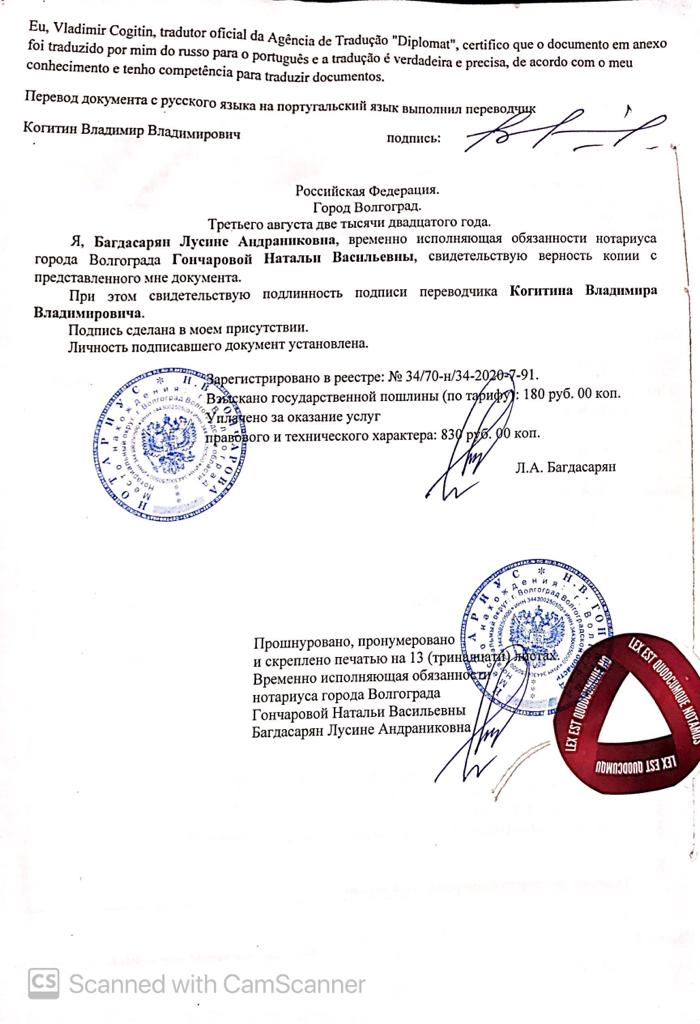 Eu, Vladimir Cogitin, tradutor oficial da Agência de Tradução "Diplomat", certifico que o documento em anexo
foi traduzido por mim do russo para o português e a tradução é verdadeira e precisa, de acordo com o meu
conhecimento e tenho competência para traduzir documentos.
Перевод документа с русского языка на португальский язык выполнил переводчик
Когитин Владимир Владимирович подпись:
Российская Федерация.
Город Волгоград.
Третьего августа две тысячи двадцатого года.
Я, Багдасарян Лусине Андраниковна, временно исполняющая обязанности нотариуса
города Волгограда Гончаровой Натальи Васильевны, свидетельствую верность копии с
представленного мне документа.
При этом свидетельствую подлинность подписи переводчика Когитина Владимира
Владимировича.
Подпись сделана в моем присутствии.
Личность подписавшего документ установлена.
Зарегистрировано в реестре: № 34/70-н/34-2020-7-91.
Взыскано государственной пошлины (по тарифу): 180 руб. 00 коп.
Уплачено за оказание услуг
правового и технического характера: 830 руб. 00 коп.
Л.А. Багдасарян
НОТАРИУС * Н.В. ГОНЧАРОВА
Прошнуровано, пронумеровано
и скреплено печатью на 13 (тринадцати) листах.
Временно исполняющая обязанности
нотариуса города Волгограда
Гончаровой Натальи Васильевны
Багдасарян Лусине Андраниковна
LEX EST QUODCUMQUE NOTAMUS
LEX EST QUODCUMQUE NO
LEX EST QUODCUMQU
CS Scanned with CamScanner